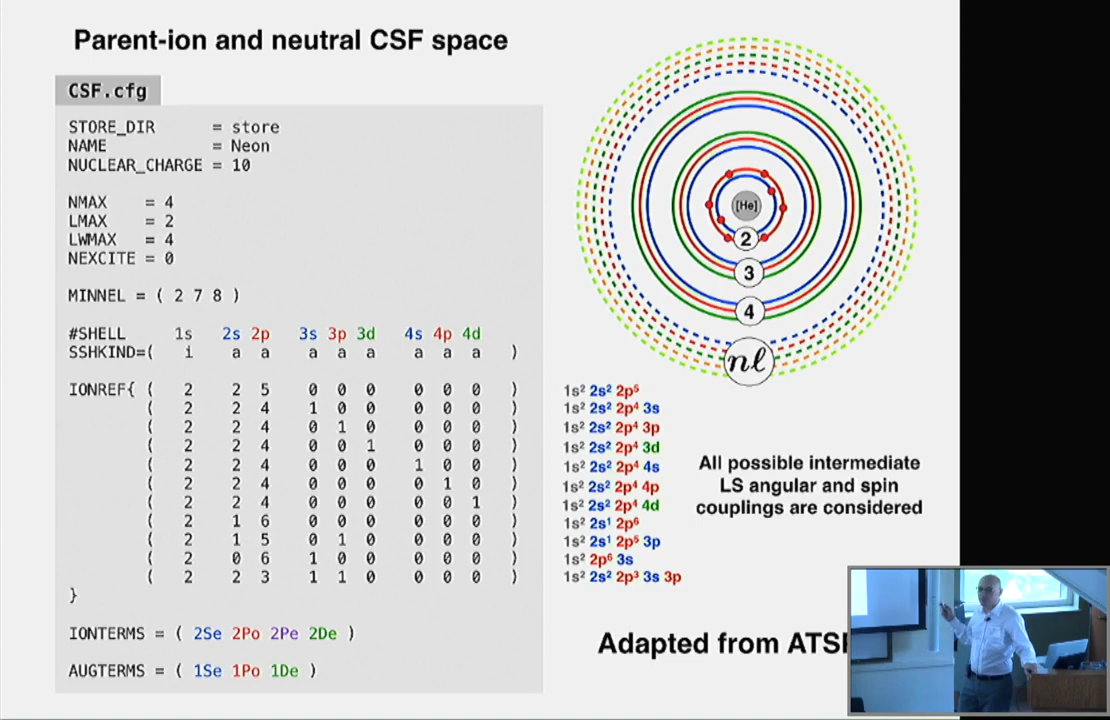 Parent-ion and neutral CSF space
CSF.cfg
STORE_DIR = store
NAME = Neon
NUCLEAR_CHARGE = 10
NMAX = 4
LMAX = 2
LWMAX = 4
NEXCITE = 0
MINNEL = ( 2 7 8 )
#SHELL 1s 2s 2p 3s 3p 3d 4s 4p 4d
SSHKIND=( i a a a a a a a a )
IONREF{ ( 2 2 5 0 0 0 0 0 0 )
( 2 2 4 1 0 0 0 0 0 )
( 2 2 4 0 1 0 0 0 0 )
( 2 2 4 0 0 1 0 0 0 )
( 2 2 4 0 0 0 1 0 0 )
( 2 2 4 0 0 0 0 1 0 )
( 2 2 4 0 0 0 0 0 1 )
( 2 1 6 0 0 0 0 0 0 )
( 2 1 5 0 1 0 0 0 0 )
( 2 0 6 1 0 0 0 0 0 )
( 2 2 3 1 1 0 0 0 0 )
}
IONTERMS = ( 2Se 2Po 2Pe 2De )
AUGTERMS = ( 1Se 1Po 1De )
[He]
2
3
4
nℓ
1s² 2s² 2p⁵
1s² 2s² 2p⁴ 3s
1s² 2s² 2p⁴ 3p
1s² 2s² 2p⁴ 3d
1s² 2s² 2p⁴ 4s
1s² 2s² 2p⁴ 4p
1s² 2s² 2p⁴ 4d
1s² 2s¹ 2p⁶
1s² 2s¹ 2p⁵ 3p
1s² 2p⁶ 3s
1s² 2s² 2p³ 3s 3p
All possible intermediate
LS angular and spin
couplings are considered
Adapted from